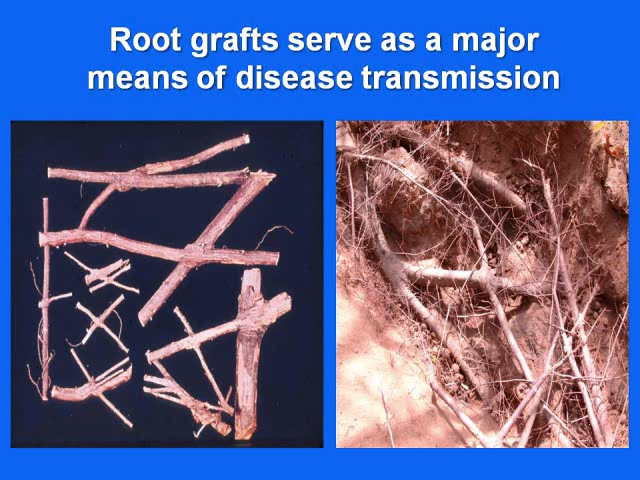 Root grafts serve as a major
means of disease transmission